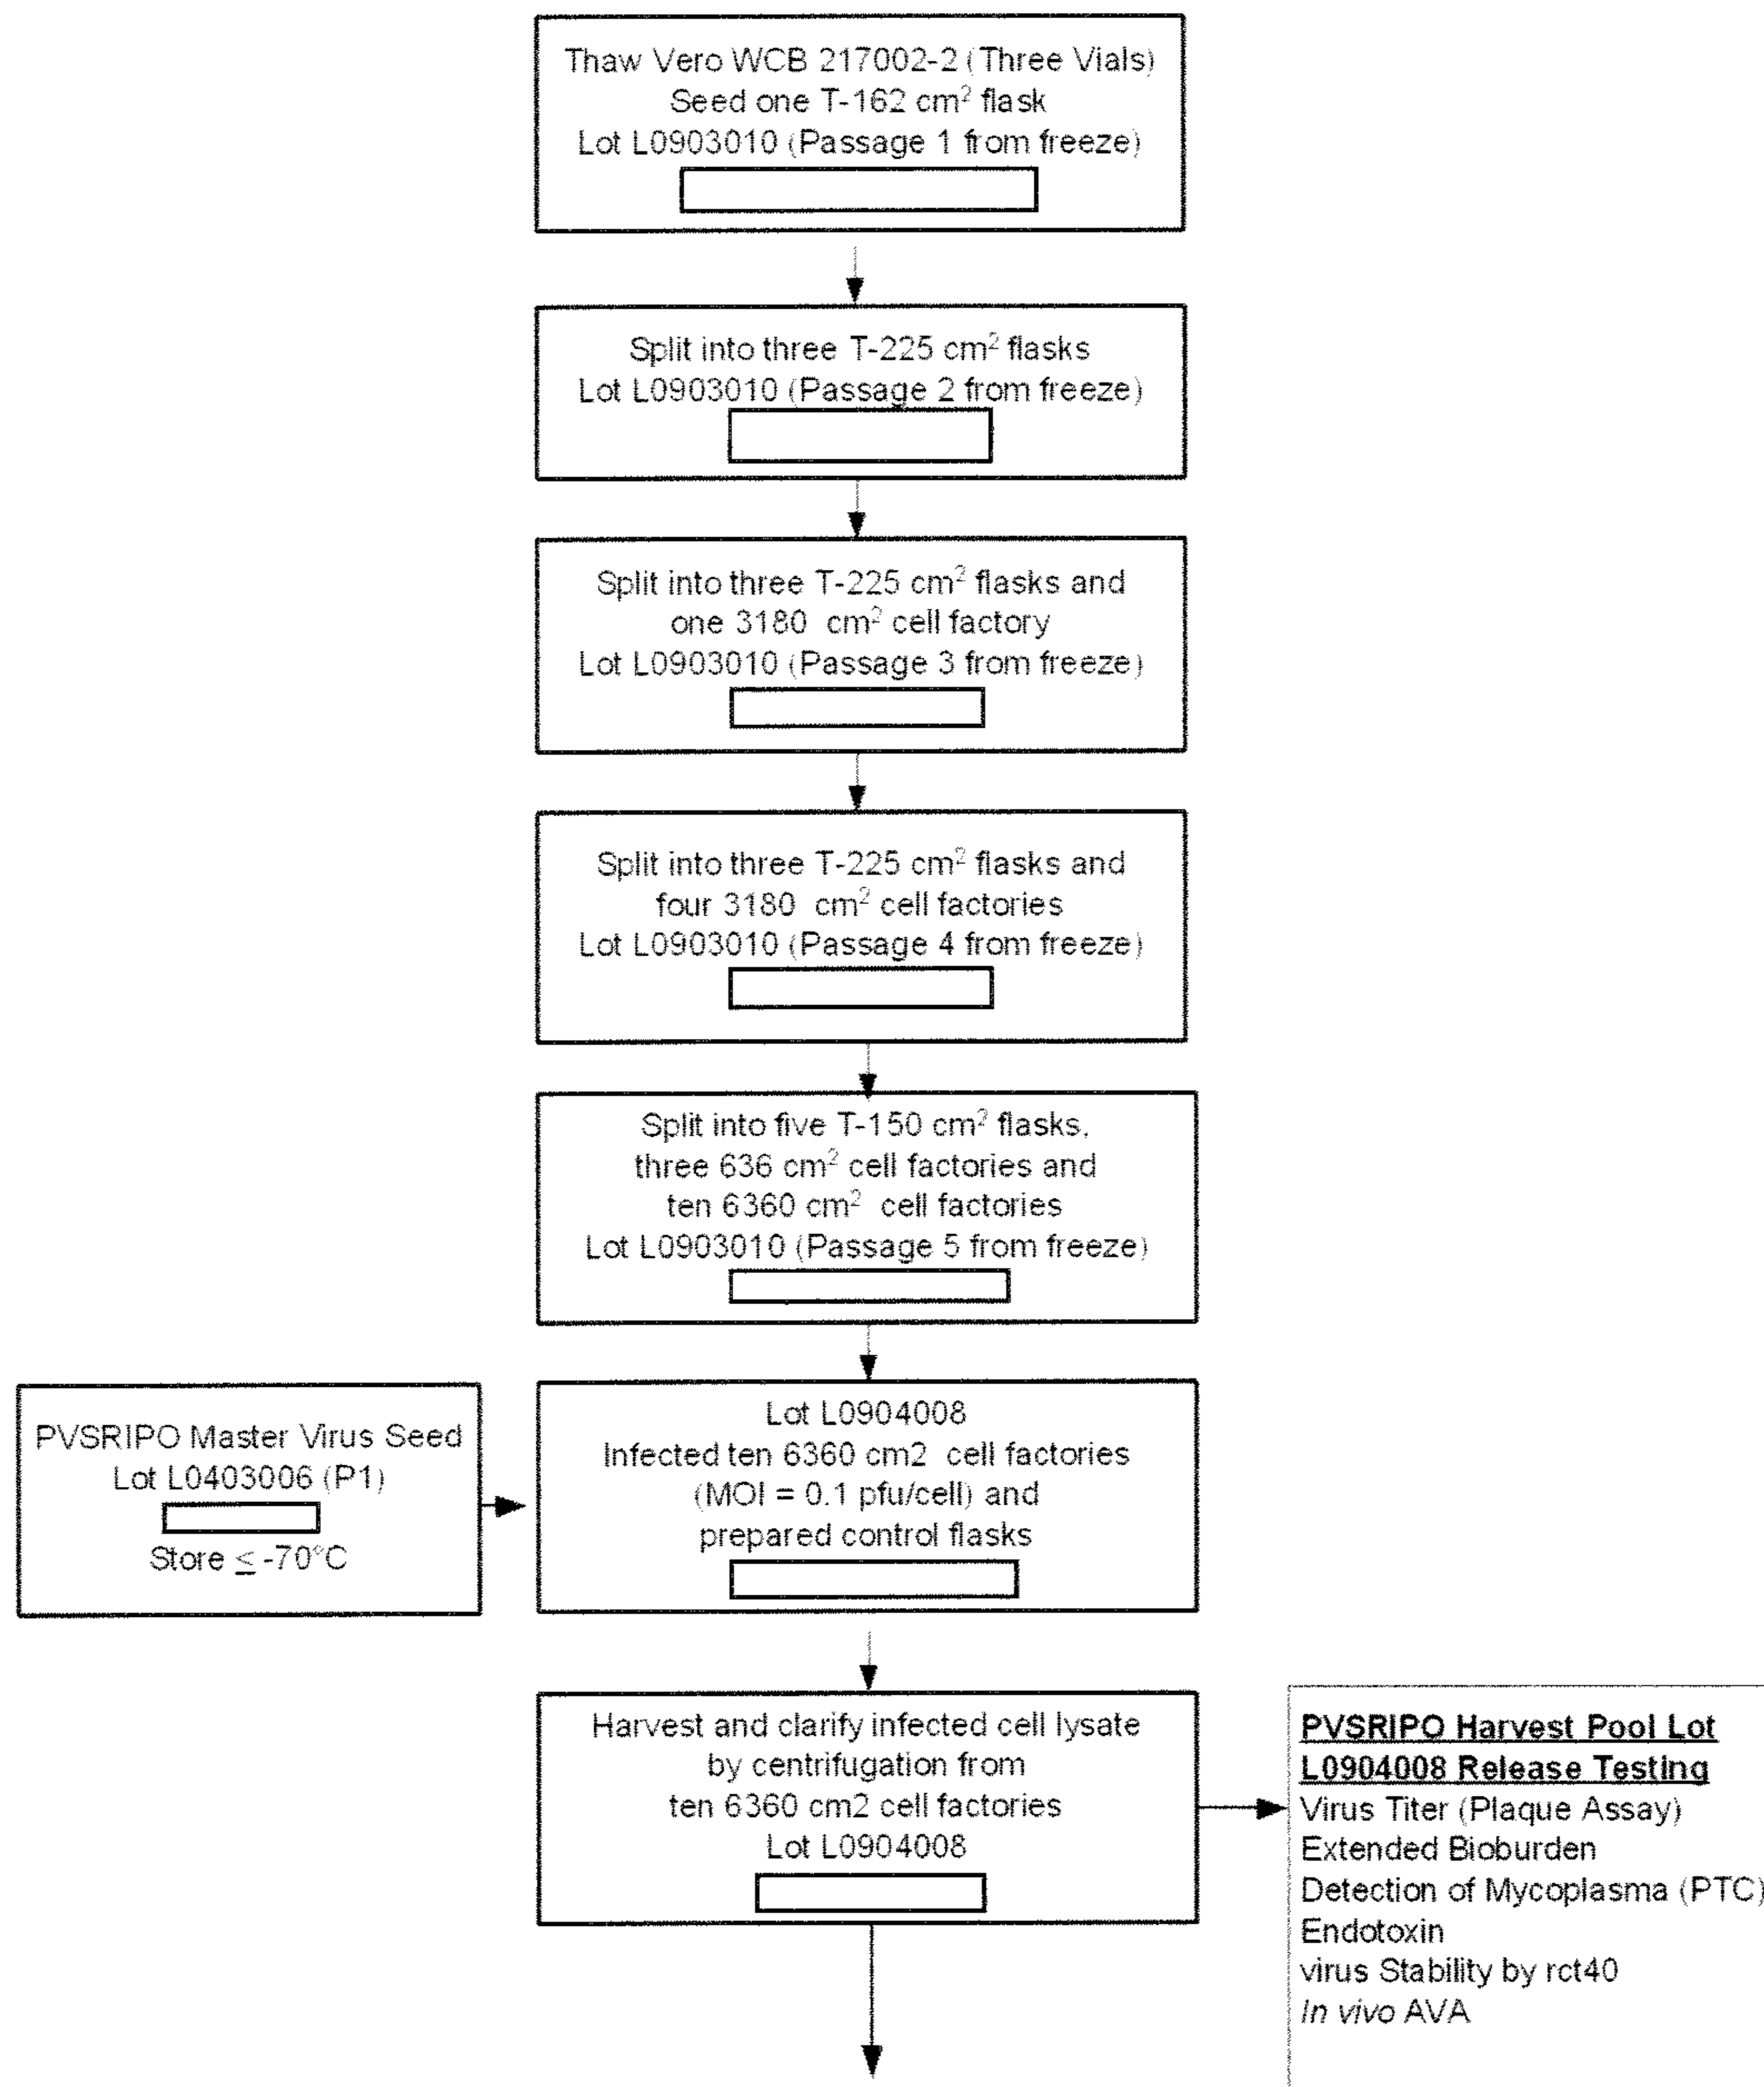 Thaw Vero WCB 217002-2 (Three Vials)
Seed one T-162 cm² flask
Lot L0903010 (Passage 1 from freeze)
Split into three T-225 cm² flasks
Lot L0903010 (Passage 2 from freeze)
Split into three T-225 cm² flasks and
one 3180 cm² cell factory
Lot L0903010 (Passage 3 from freeze)
Split into three T-225 cm² flasks and
four 3180 cm² cell factories
Lot L0903010 (Passage 4 from freeze)
Split into five T-150 cm² flasks,
three 636 cm² cell factories and
ten 6360 cm² cell factories
Lot L0903010 (Passage 5 from freeze)
PVSRIPO Master Virus Seed
Lot L0403006 (P1)
Store ≤ -70°C
Lot L0904008
Infected ten 6360 cm2 cell factories
(MOI = 0.1 pfu/cell) and
prepared control flasks
Harvest and clarify infected cell lysate
by centrifugation from
ten 6360 cm2 cell factories
Lot L0904008
PVSRIPO Harvest Pool Lot
L0904008 Release Testing
Virus Titer (Plaque Assay)
Extended Bioburden
Detection of Mycoplasma (PTC)
Endotoxin
virus Stability by rct40
In vivo AVA